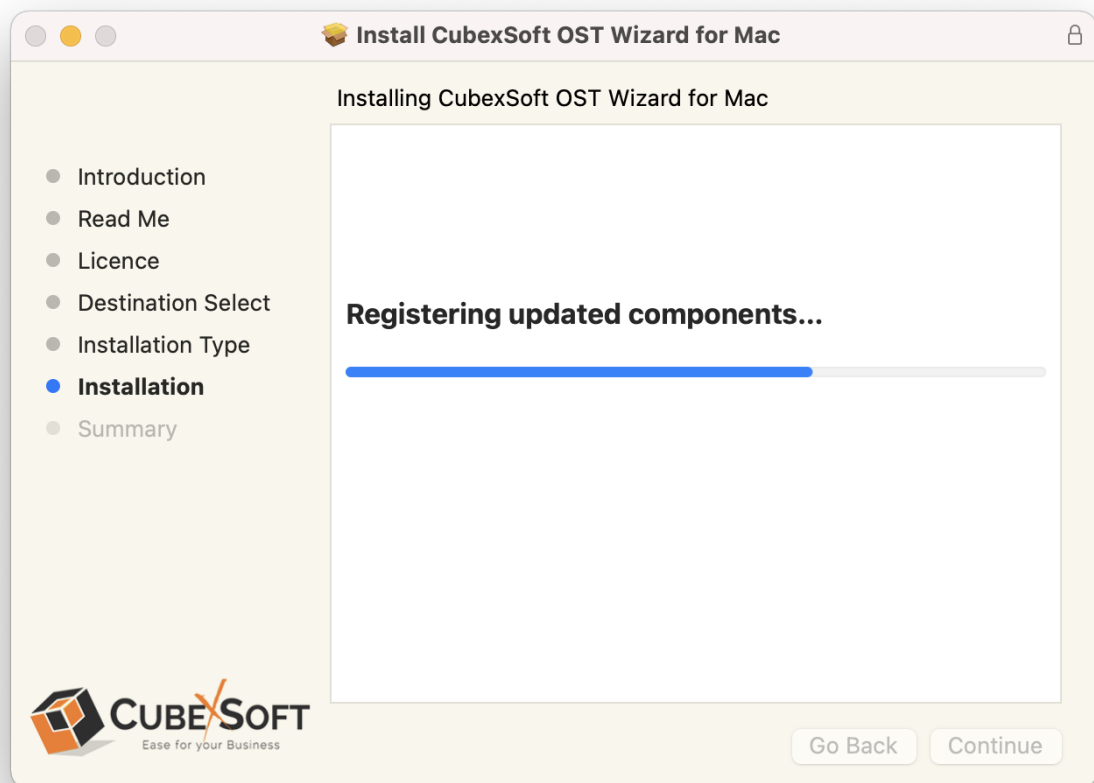 Install CubexSoft OST Wizard for Mac
Installing CubexSoft OST Wizard for Mac
Introduction
Read Me
Licence
Destination Select
Installation Type
Installation
Summary
Registering updated components...
CUBEXSOFT
Ease for your Business
Go Back
Continue